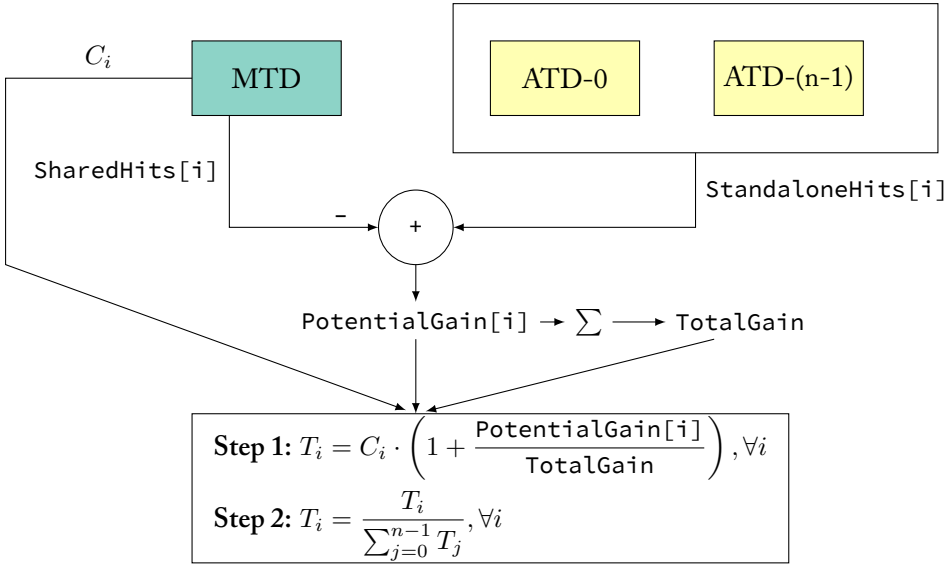 C_i
MTD
ATD-0
ATD-(n-1)
SharedHits[i]
StandaloneHits[i]
-
+
PotentialGain[i] → ∑ → TotalGain
Step 1: T_i = C_i · (1 + PotentialGain[i] / TotalGain), ∀i
Step 2: T_i = T_i / ∑_{j=0}^{n−1} T_j, ∀i